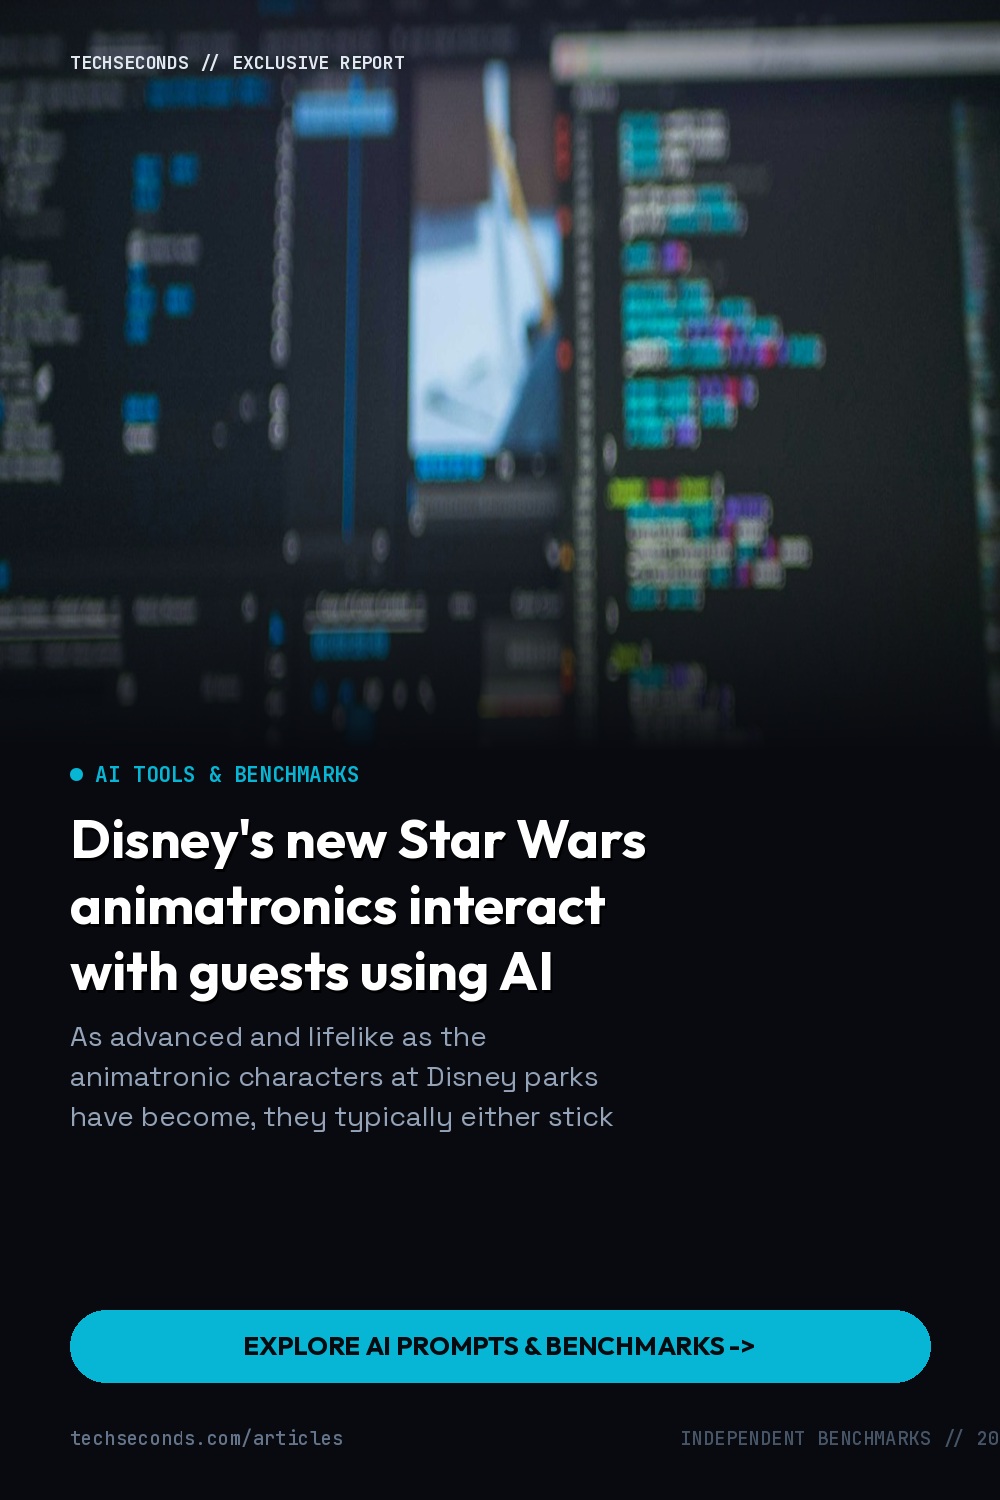 TECHSECONDS // EXCLUSIVE REPORT
AI TOOLS & BENCHMARKS
Disney's new Star Wars
animatronics interact
with guests using AI
As advanced and lifelike as the
animatronic characters at Disney parks
have become, they typically either stick
EXPLORE AI PROMPTS & BENCHMARKS ->
techseconds.com/articles
INDEPENDENT BENCHMARKS // 20